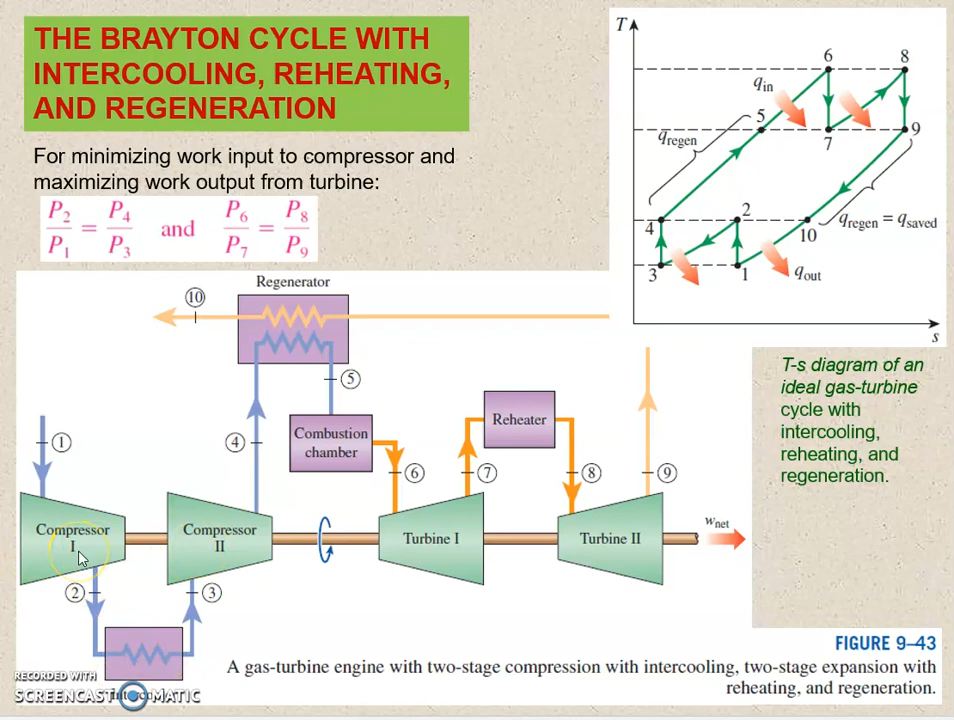 THE BRAYTON CYCLE WITH
INTERCOOLING, REHEATING,
AND REGENERATION
For minimizing work input to compressor and
maximizing work output from turbine:
P2/P1 = P4/P3 and P6/P7 = P8/P9
T
6
8
qin
5
qregen
7
9
2
4
10
qregen = qsaved
3
1
qout
s
T-s diagram of an
ideal gas-turbine
cycle with
intercooling,
reheating, and
regeneration.
Regenerator
10
5
4
1
Combustion
chamber
Reheater
6
7
8
9
Compressor
I
Compressor
II
Turbine I
Turbine II
wnet
2
3
FIGURE 9–43
A gas-turbine engine with two-stage compression with intercooling, two-stage expansion with
reheating, and regeneration.
RECORDED WITH
SCREENCAST MATIC